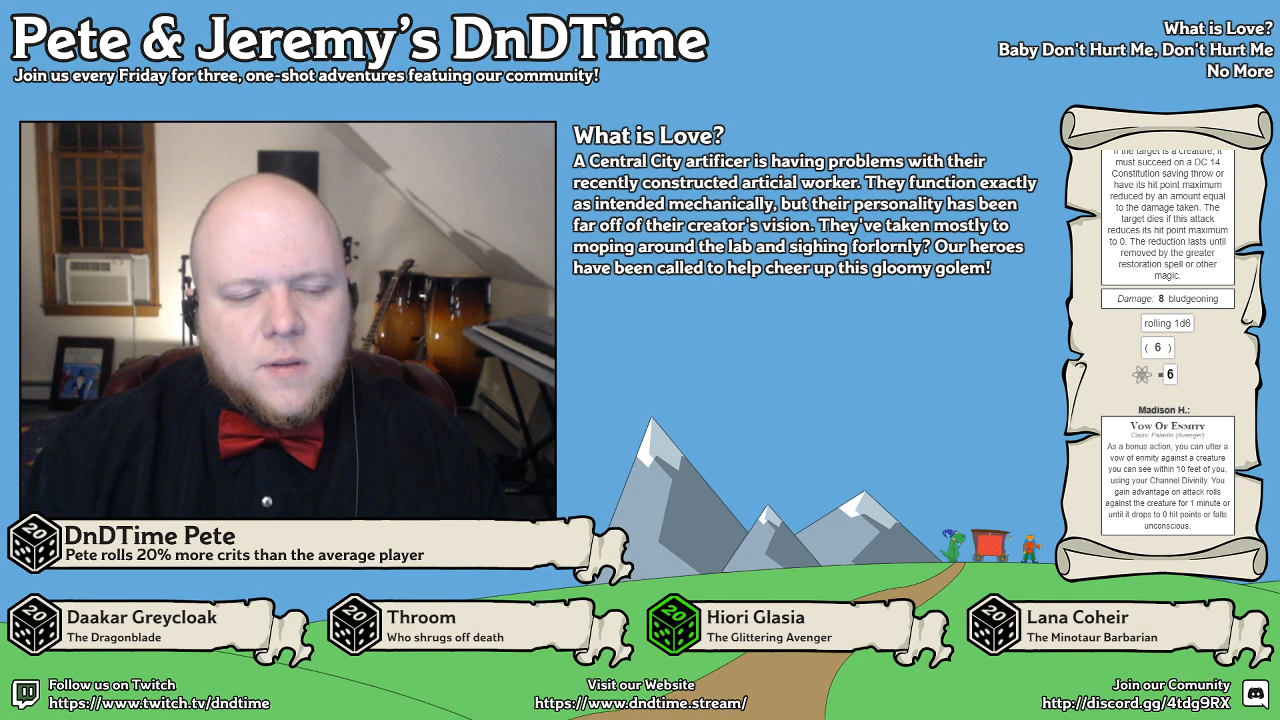 Pete & Jeremy's DnDTime
Join us every Friday for three, one-shot adventures featuing our community!
What is Love?
Baby Don't Hurt Me, Don't Hurt Me
No More
What is Love?
A Central City artificer is having problems with their
recently constructed articial worker. They function exactly
as intended mechanically, but their personality has been
far off of their creator's vision. They've taken mostly to
moping around the lab and sighing forlornly? Our heroes
have been called to help cheer up this gloomy golem!
If the target is a creature, it
must succeed on a DC 14
Constitution saving throw or
have its hit point maximum
reduced by an amount equal
to the damage taken. The
target dies if this attack
reduces its hit point maximum
to 0. The reduction lasts until
removed by the greater
restoration spell or other
magic.
Damage: 8 bludgeoning
rolling 1d6
( 6 )
= 6
Madison H.:
Vow Of Enmity
Class: Paladin (Avenger)
As a bonus action, you can utter a
vow of enmity against a creature
you can see within 10 feet of you,
using your Channel Divinity. You
gain advantage on attack rolls
against the creature for 1 minute or
until it drops to 0 hit points or falls
unconscious.
20
DnDTime Pete
Pete rolls 20% more crits than the average player
20
Daakar Greycloak
The Dragonblade
20
Throom
Who shrugs off death
20
Hiori Glasia
The Glittering Avenger
20
Lana Coheir
The Minotaur Barbarian
Follow us on Twitch
https://www.twitch.tv/dndtime
Visit our Website
https://www.dndtime.stream/
Join our Comunity
http://discord.gg/4tdg9RX